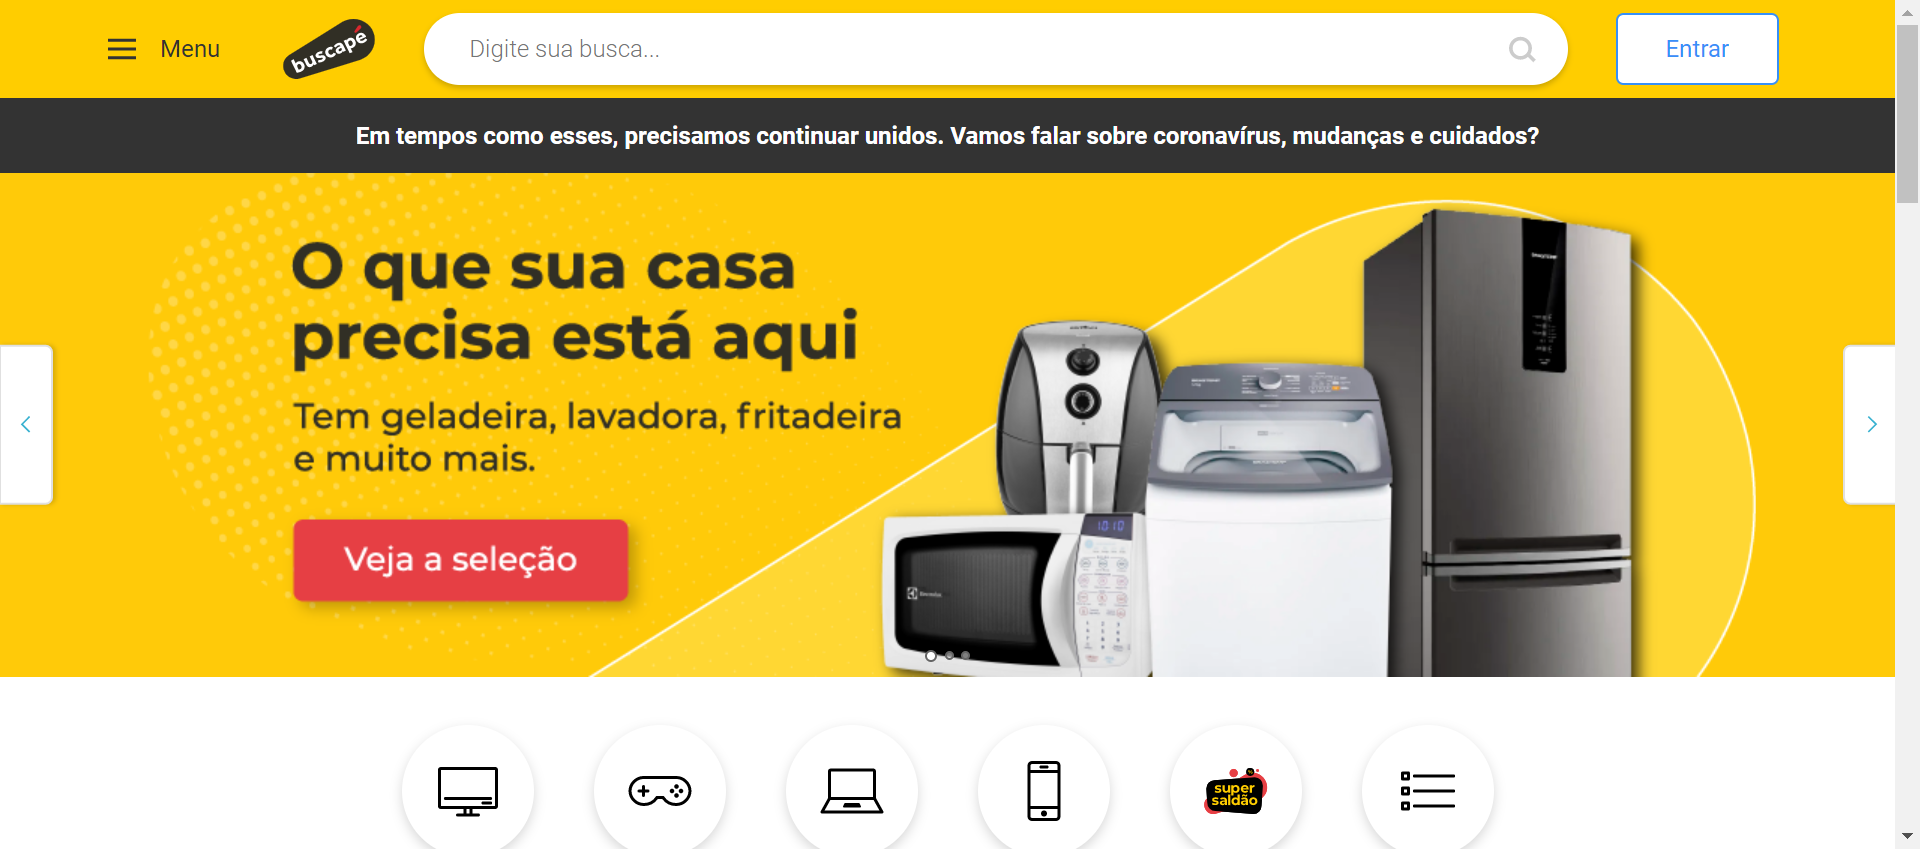 Menu
buscapé
Digite sua busca...
Entrar
Em tempos como esses, precisamos continuar unidos. Vamos falar sobre coronavírus, mudanças e cuidados?
O que sua casa
precisa está aqui
Tem geladeira, lavadora, fritadeira
e muito mais.
Veja a seleção
10:10
Electrolux
super
saldão